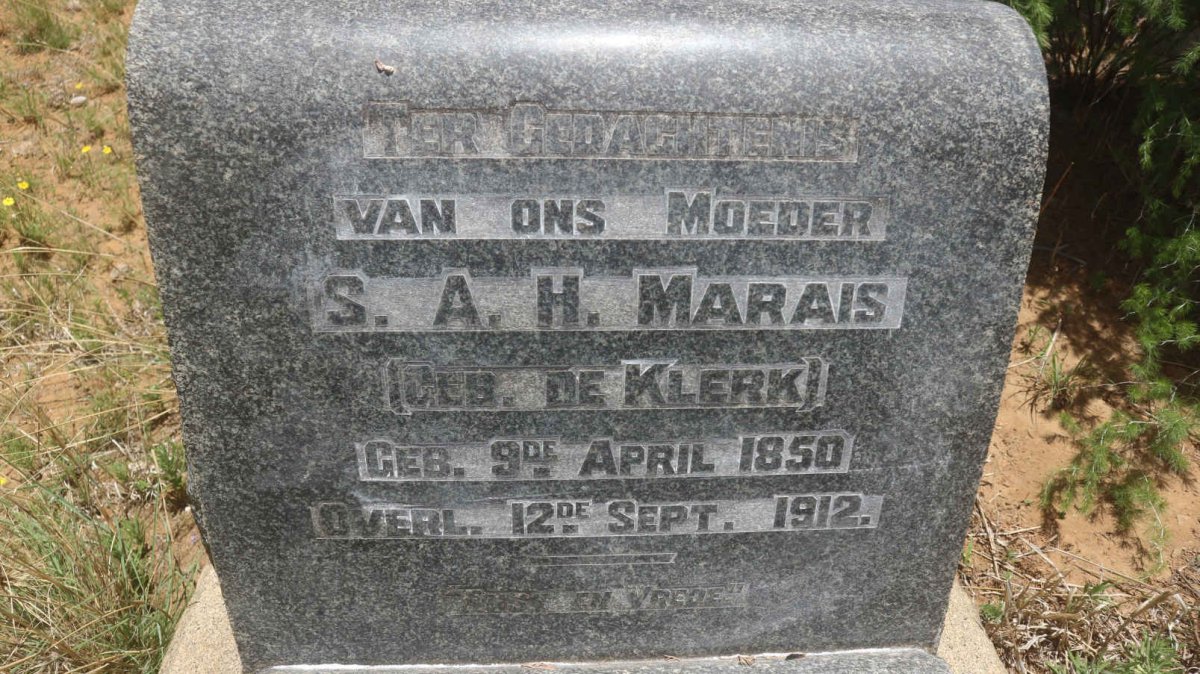 TER GEDACHTENIS
VAN ONS MOEDER
S. A. H. MARAIS
(GEB. DE KLERK)
GEB. 9DE APRIL 1850
OVERL. 12DE SEPT. 1912.
"RUST EN VREDE"